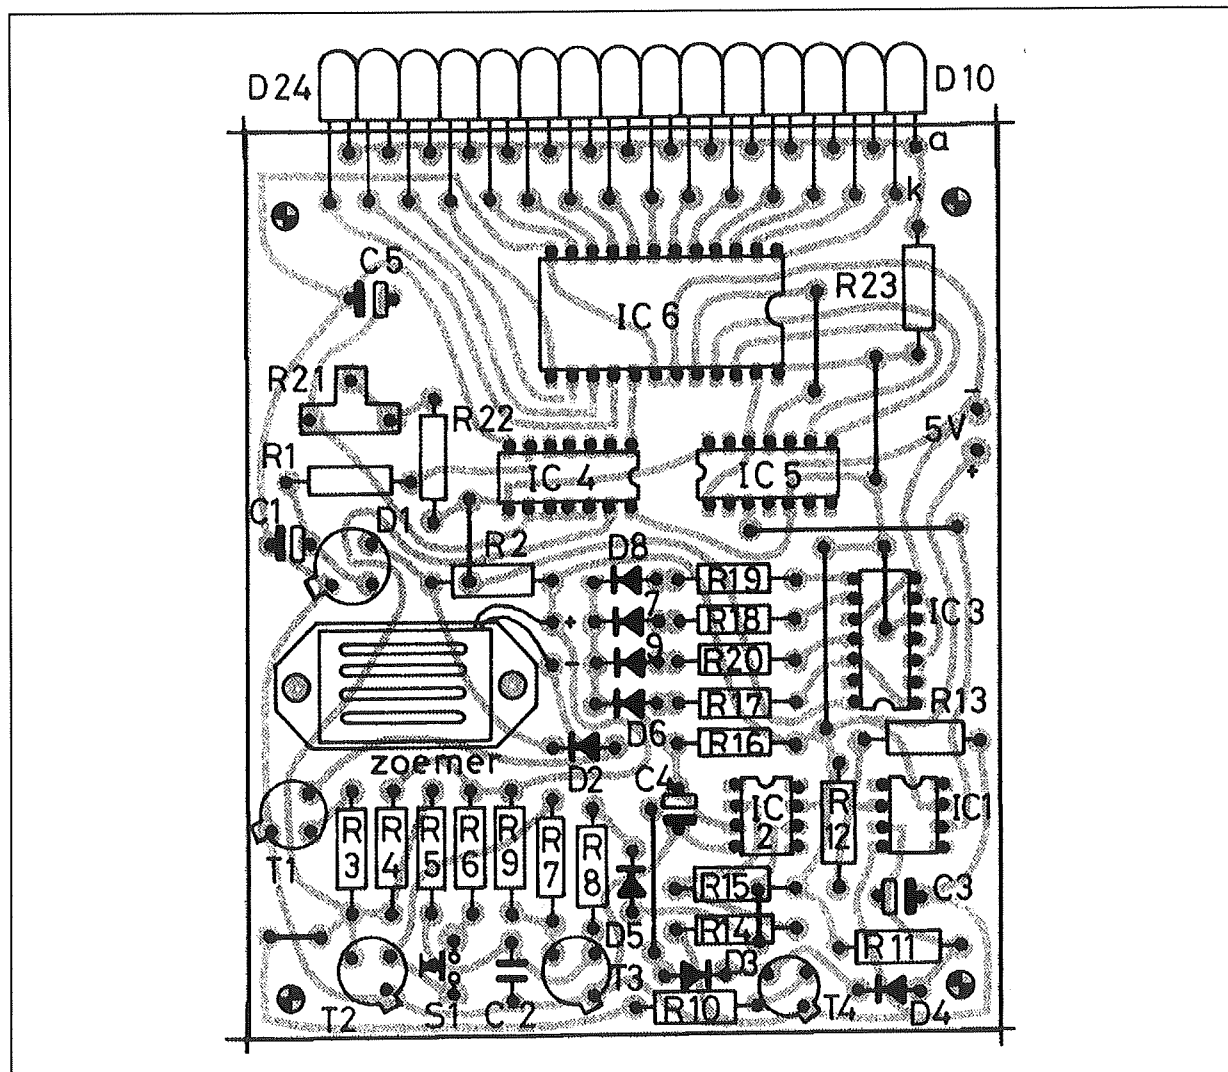 D24
D10
a
k
C5
R23
IC 6
R21
R22
5V
−
+
R1
IC 4
IC 5
C1
D1
R2
D8
R19
7
R18
IC3
+
9
R20
−
R17
R13
D6
R16
zoemer
D2
C4
IC 2
R 12
IC1
T1
R 3
R 4
R 5
R 6
R 9
R 7
R 8
R15
C3
D5
R14
R11
D3
T2
S1
C 2
T3
R10
T4
D4